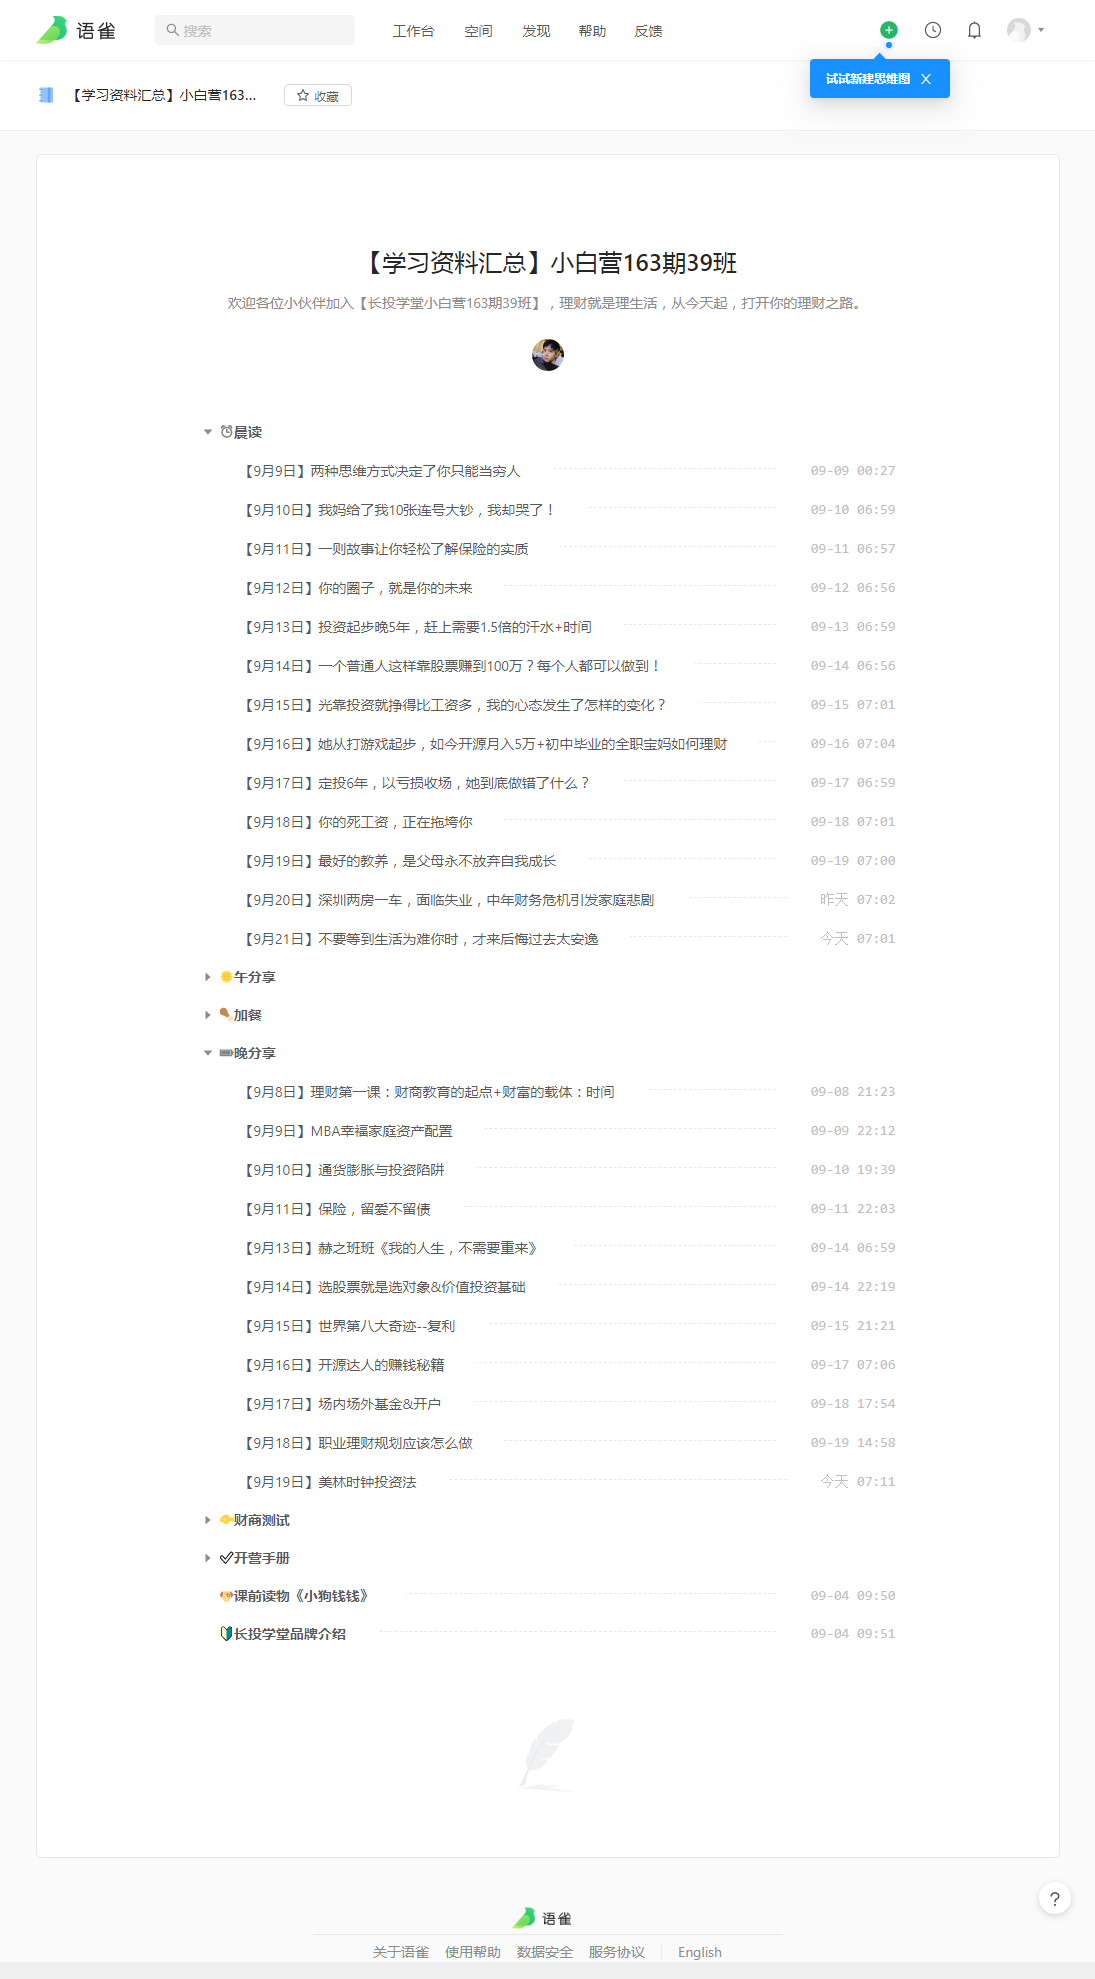 语雀
搜索
工作台 空间 发现 帮助 反馈
试试新建思维图
【学习资料汇总】小白营163...
收藏
【学习资料汇总】小白营163期39班
欢迎各位小伙伴加入【长投学堂小白营163期39班】，理财就是理生活，从今天起，打开你的理财之路。
晨读
【9月9日】两种思维方式决定了你只能当穷人 09-09 00:27
【9月10日】我妈给了我10张连号大钞，我却哭了！ 09-10 06:59
【9月11日】一则故事让你轻松了解保险的实质 09-11 06:57
【9月12日】你的圈子，就是你的未来 09-12 06:56
【9月13日】投资起步晚5年，赶上需要1.5倍的汗水+时间 09-13 06:59
【9月14日】一个普通人这样靠股票赚到100万？每个人都可以做到！ 09-14 06:56
【9月15日】光靠投资就挣得比工资多，我的心态发生了怎样的变化？ 09-15 07:01
【9月16日】她从打游戏起步，如今开源月入5万+初中毕业的全职宝妈如何理财 09-16 07:04
【9月17日】定投6年，以亏损收场，她到底做错了什么？ 09-17 06:59
【9月18日】你的死工资，正在拖垮你 09-18 07:01
【9月19日】最好的教养，是父母永不放弃自我成长 09-19 07:00
【9月20日】深圳两房一车，面临失业，中年财务危机引发家庭悲剧 昨天 07:02
【9月21日】不要等到生活为难你时，才来后悔过去太安逸 今天 07:01
午分享
加餐
晚分享
【9月8日】理财第一课：财商教育的起点+财富的载体：时间 09-08 21:23
【9月9日】MBA幸福家庭资产配置 09-09 22:12
【9月10日】通货膨胀与投资陷阱 09-10 19:39
【9月11日】保险，留爱不留债 09-11 22:03
【9月13日】赫之班班《我的人生，不需要重来》 09-14 06:59
【9月14日】选股票就是选对象&价值投资基础 09-14 22:19
【9月15日】世界第八大奇迹--复利 09-15 21:21
【9月16日】开源达人的赚钱秘籍 09-17 07:06
【9月17日】场内场外基金&开户 09-18 17:54
【9月18日】职业理财规划应该怎么做 09-19 14:58
【9月19日】美林时钟投资法 今天 07:11
财商测试
开营手册
课前读物《小狗钱钱》 09-04 09:50
长投学堂品牌介绍 09-04 09:51
?
语雀
关于语雀 使用帮助 数据安全 服务协议 English